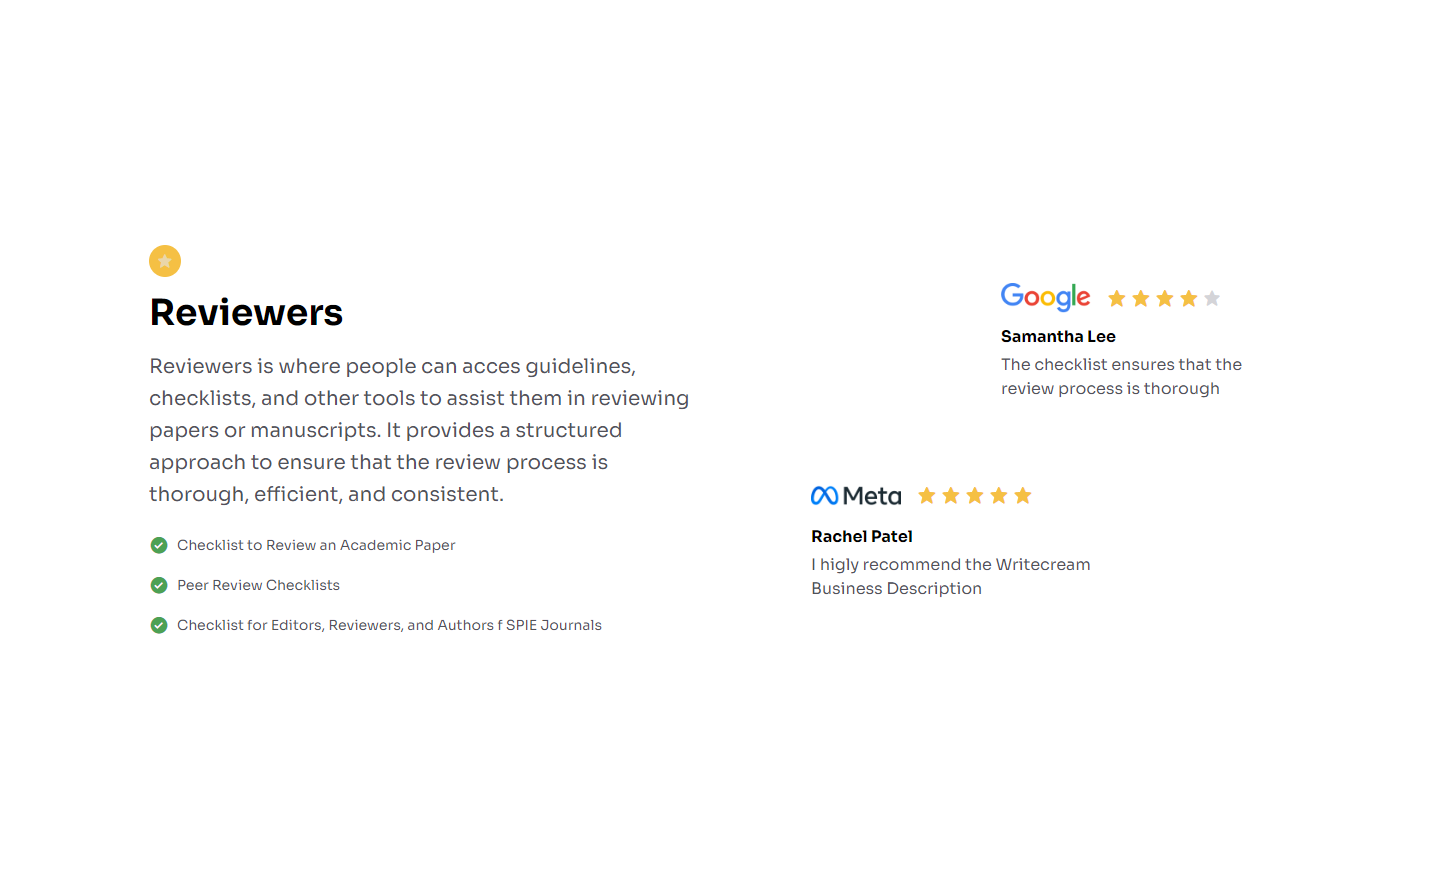 Reviewers
Reviewers is where people can acces guidelines,
checklists, and other tools to assist them in reviewing
papers or manuscripts. It provides a structured
approach to ensure that the review process is
thorough, efficient, and consistent.
Checklist to Review an Academic Paper
Peer Review Checklists
Checklist for Editors, Reviewers, and Authors f SPIE Journals
Google
Samantha Lee
The checklist ensures that the
review process is thorough
Meta
Rachel Patel
I higly recommend the Writecream
Business Description